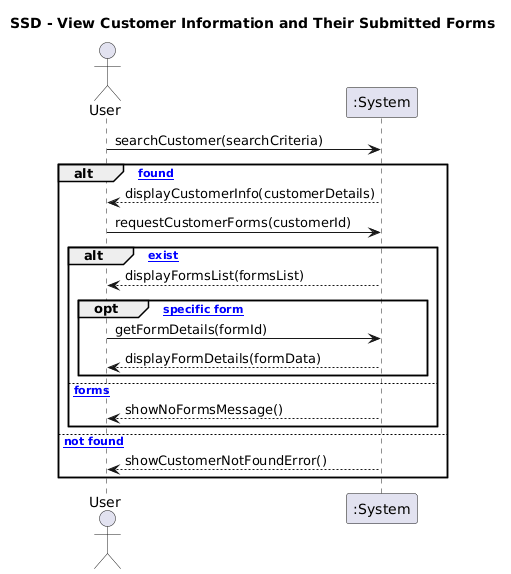 SSD - View Customer Information and Their Submitted Forms
User
:System
searchCustomer(searchCriteria)
alt found
displayCustomerInfo(customerDetails)
requestCustomerForms(customerId)
alt exist
displayFormsList(formsList)
opt specific form
getFormDetails(formId)
displayFormDetails(formData)
forms
showNoFormsMessage()
not found
showCustomerNotFoundError()
User
:System